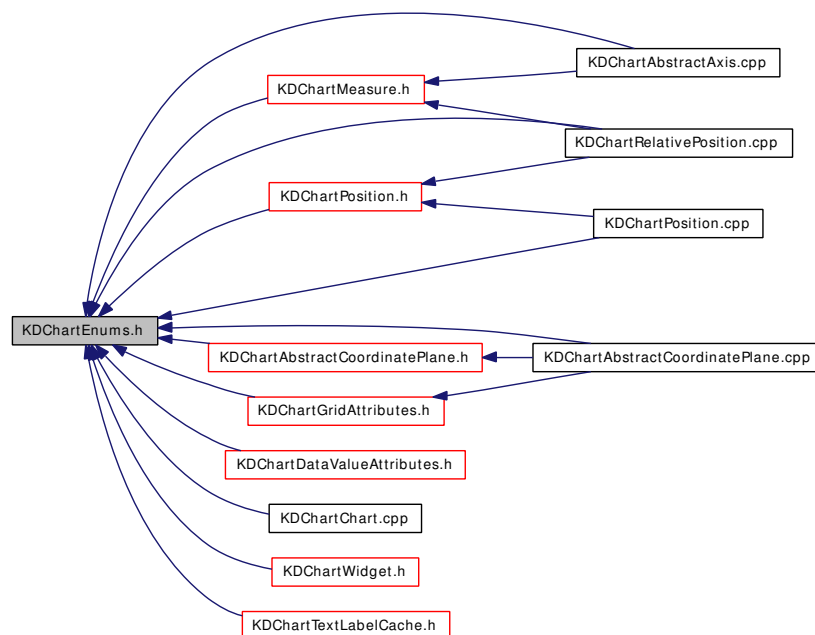 KDChartAbstractAxis.cpp
KDChartMeasure.h
KDChartRelativePosition.cpp
KDChartPosition.h
KDChartPosition.cpp
KDChartEnums.h
KDChartAbstractCoordinatePlane.h
KDChartAbstractCoordinatePlane.cpp
KDChartGridAttributes.h
KDChartDataValueAttributes.h
KDChartChart.cpp
KDChartWidget.h
KDChartTextLabelCache.h